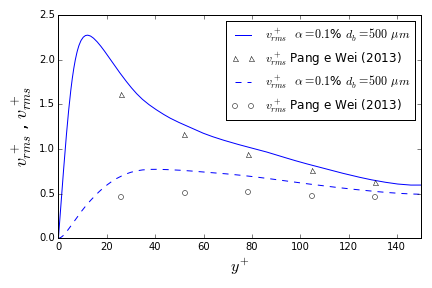 2.5
2.0
1.5
1.0
0.5
0.0
0 20 40 60 80 100 120 140
y⁺
v⁺rms , v⁺rms
v⁺rms α=0.1% d_b=500 μm
v⁺rms Pang e Wei (2013)
v⁺rms α=0.1% d_b=500 μm
v⁺rms Pang e Wei (2013)